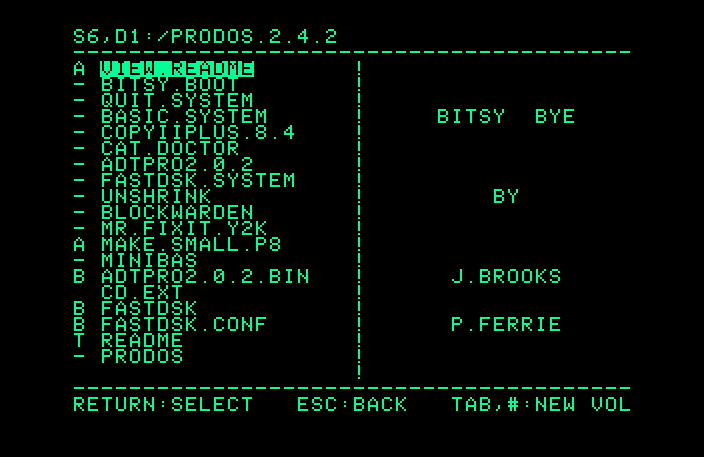 S6,D1:/PRODOS.2.4.2
A VIEW.README
- BITSY.BOOT
- QUIT.SYSTEM
- BASIC.SYSTEM
- COPYIIPLUS.8.4
- CAT.DOCTOR
- ADTPRO2.0.2
- FASTDSK.SYSTEM
- UNSHRINK
- BLOCKWARDEN
- MR.FIXIT.Y2K
A MAKE.SMALL.P8
- MINIBAS
B ADTPRO2.0.2.BIN
CD.EXT
B FASTDSK
B FASTDSK.CONF
T README
- PRODOS
BITSY BYE
BY
J.BROOKS
P.FERRIE
RETURN:SELECT ESC:BACK TAB,#:NEW VOL